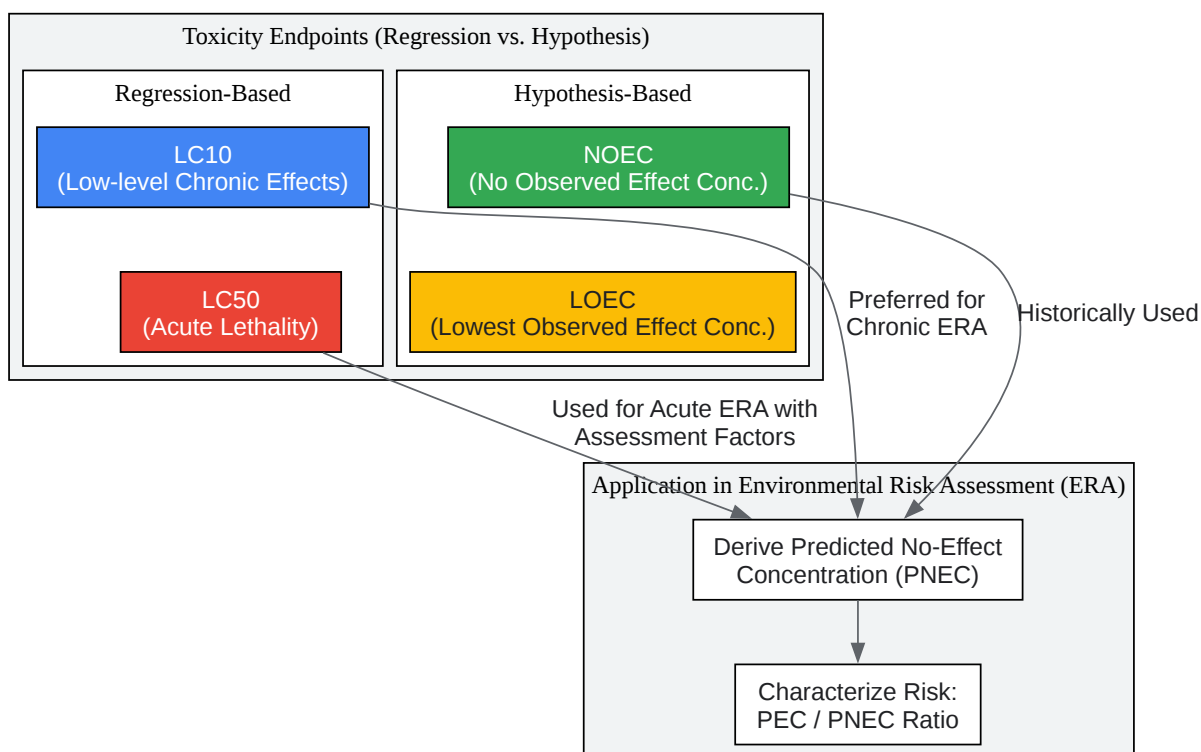 Toxicity Endpoints (Regression vs. Hypothesis)
Regression-Based
Hypothesis-Based
LC10
(Low-level Chronic Effects)
NOEC
(No Observed Effect Conc.)
LC50
(Acute Lethality)
LOEC
(Lowest Observed Effect Conc.)
Preferred for
Chronic ERA
Historically Used
Used for Acute ERA with
Assessment Factors
Application in Environmental Risk Assessment (ERA)
Derive Predicted No-Effect
Concentration (PNEC)
Characterize Risk:
PEC / PNEC Ratio